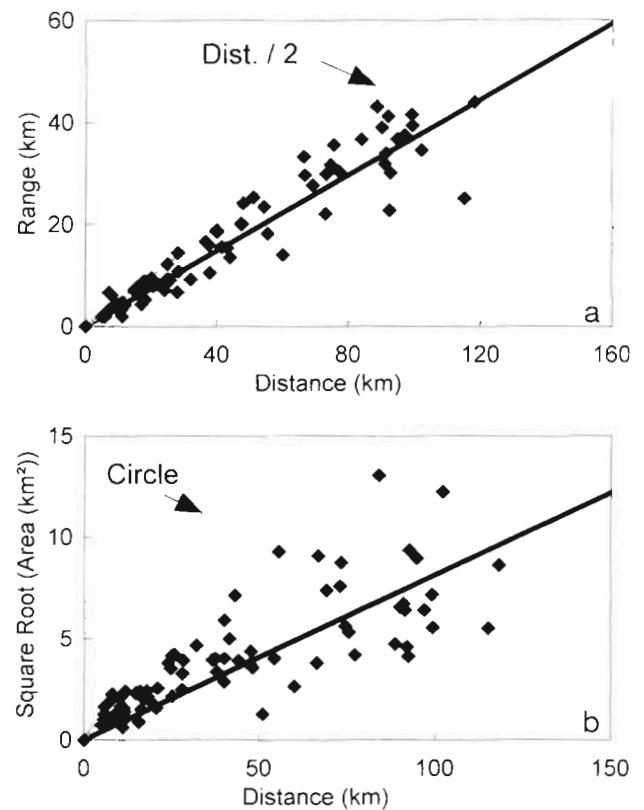 60
40
20
0
Range (km)
Dist. / 2
a
0 40 80 120 160
Distance (km)
15
10
5
0
Square Root (Area (km²))
Circle
b
0 50 100 150
Distance (km)